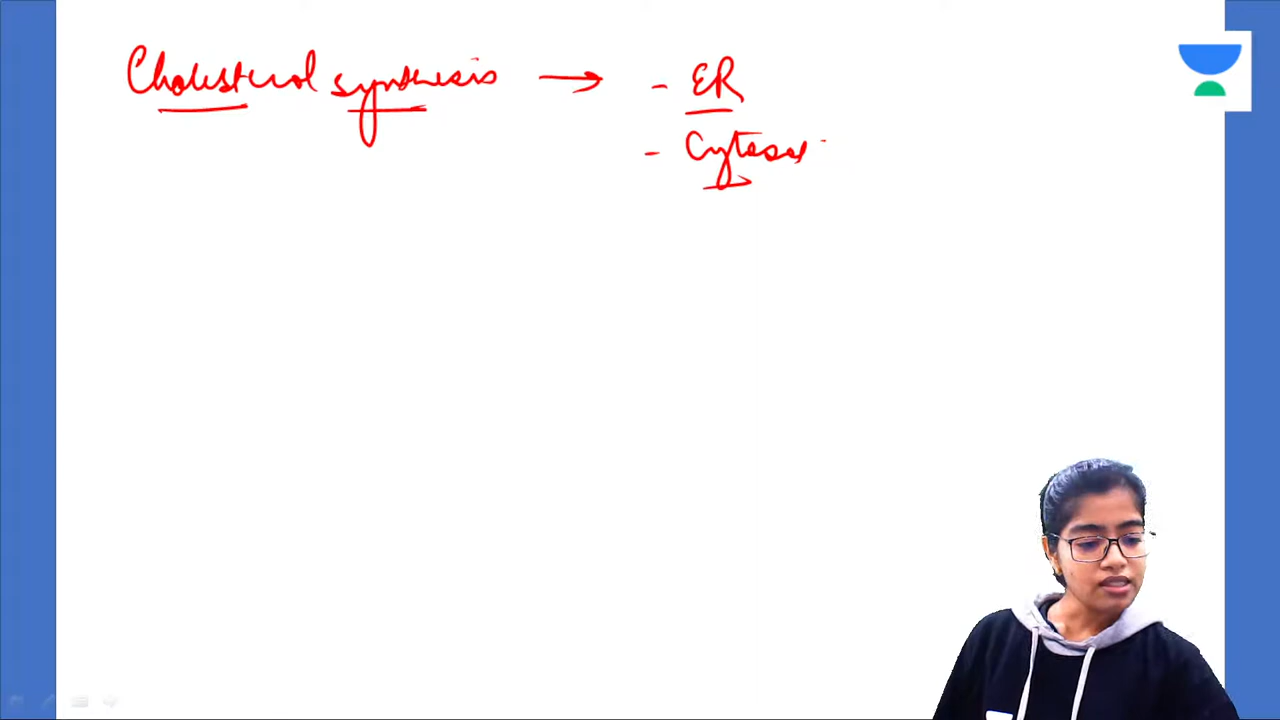 Cholesterol synthesis → - ER
- Cytosol